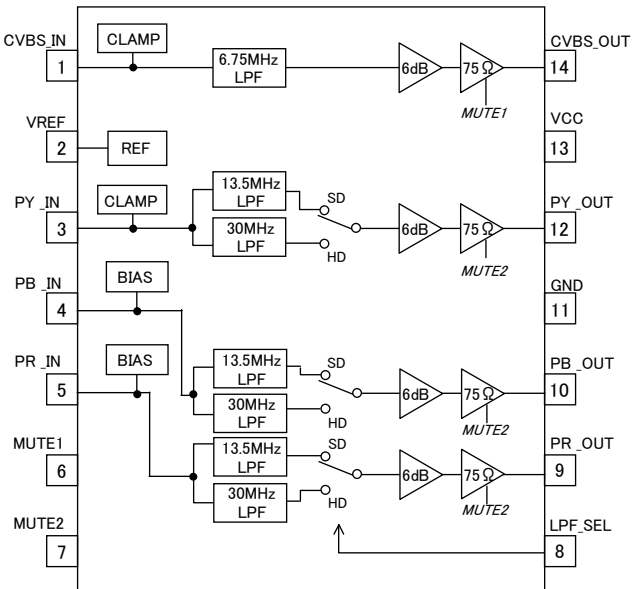 CVBS_IN
1
CLAMP
6.75MHz
LPF
6dB
75Ω
MUTE1
CVBS_OUT
14
VREF
2
REF
VCC
13
PY_IN
3
CLAMP
13.5MHz
LPF
30MHz
LPF
SD
HD
6dB
75Ω
MUTE2
PY_OUT
12
PB_IN
4
BIAS
GND
11
PR_IN
5
BIAS
13.5MHz
LPF
30MHz
LPF
SD
HD
6dB
75Ω
MUTE2
PB_OUT
10
MUTE1
6
13.5MHz
LPF
30MHz
LPF
SD
HD
6dB
75Ω
MUTE2
PR_OUT
9
MUTE2
7
LPF_SEL
8